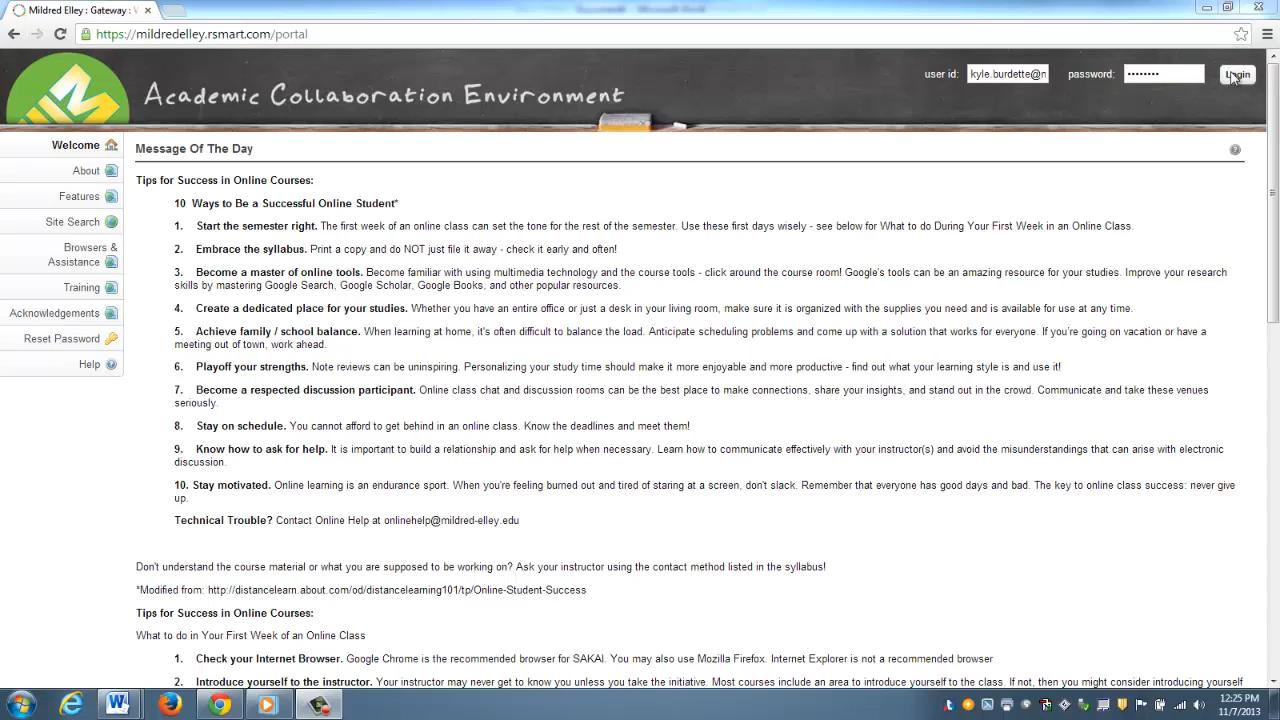 Mildred Elley : Gateway :
https://mildredelley.rsmart.com/portal
Academic Collaboration Environment
user id: kyle.burdette@n password: •••••••• Login
Welcome
About
Features
Site Search
Browsers &
Assistance
Training
Acknowledgements
Reset Password
Help
Message Of The Day
Tips for Success in Online Courses:
10 Ways to Be a Successful Online Student*
1. Start the semester right. The first week of an online class can set the tone for the rest of the semester. Use these first days wisely - see below for What to do During Your First Week in an Online Class.
2. Embrace the syllabus. Print a copy and do NOT just file it away - check it early and often!
3. Become a master of online tools. Become familiar with using multimedia technology and the course tools - click around the course room! Google's tools can be an amazing resource for your studies. Improve your research
skills by mastering Google Search, Google Scholar, Google Books, and other popular resources.
4. Create a dedicated place for your studies. Whether you have an entire office or just a desk in your living room, make sure it is organized with the supplies you need and is available for use at any time.
5. Achieve family / school balance. When learning at home, it's often difficult to balance the load. Anticipate scheduling problems and come up with a solution that works for everyone. If you're going on vacation or have a
meeting out of town, work ahead.
6. Playoff your strengths. Note reviews can be uninspiring. Personalizing your study time should make it more enjoyable and more productive - find out what your learning style is and use it!
7. Become a respected discussion participant. Online class chat and discussion rooms can be the best place to make connections, share your insights, and stand out in the crowd. Communicate and take these venues
seriously.
8. Stay on schedule. You cannot afford to get behind in an online class. Know the deadlines and meet them!
9. Know how to ask for help. It is important to build a relationship and ask for help when necessary. Learn how to communicate effectively with your instructor(s) and avoid the misunderstandings that can arise with electronic
discussion.
10. Stay motivated. Online learning is an endurance sport. When you're feeling burned out and tired of staring at a screen, don't slack. Remember that everyone has good days and bad. The key to online class success: never give
up.
Technical Trouble? Contact Online Help at onlinehelp@mildred-elley.edu
Don't understand the course material or what you are supposed to be working on? Ask your instructor using the contact method listed in the syllabus!
*Modified from: http://distancelearn.about.com/od/distancelearning101/tp/Online-Student-Success
Tips for Success in Online Courses:
What to do in Your First Week of an Online Class
1. Check your Internet Browser. Google Chrome is the recommended browser for SAKAI. You may also use Mozilla Firefox. Internet Explorer is not a recommended browser
2. Introduce yourself to the instructor. Your instructor may never get to know you unless you take the initiative. Most courses include an area to introduce yourself to the class. If not, then you might consider introducing yourself
12:25 PM
11/7/2013